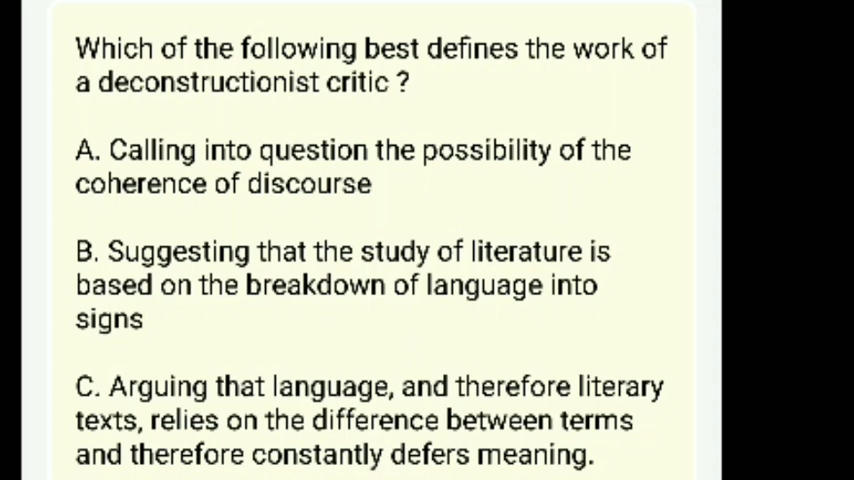 Which of the following best defines the work of
a deconstructionist critic ?
A. Calling into question the possibility of the
coherence of discourse
B. Suggesting that the study of literature is
based on the breakdown of language into
signs
C. Arguing that language, and therefore literary
texts, relies on the difference between terms
and therefore constantly defers meaning.